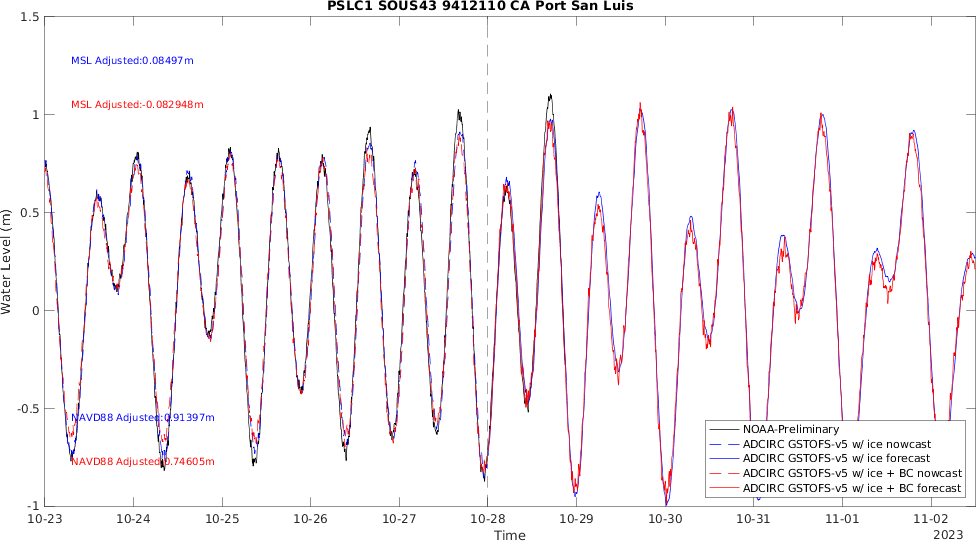 PSLC1 SOUS43 9412110 CA Port San Luis
1.5
MSL Adjusted:0.08497m
MSL Adjusted:-0.082948m
1
0.5
Water Level (m)
0
-0.5
NAVD88 Adjusted:0.91397m
NAVD88 Adjusted:0.74605m
NOAA-Preliminary
ADCIRC GSTOFS-v5 w/ ice nowcast
ADCIRC GSTOFS-v5 w/ ice forecast
ADCIRC GSTOFS-v5 w/ ice + BC nowcast
ADCIRC GSTOFS-v5 w/ ice + BC forecast
-1
10-23 10-24 10-25 10-26 10-27 10-28 10-29 10-30 10-31 11-01 11-02
2023
Time